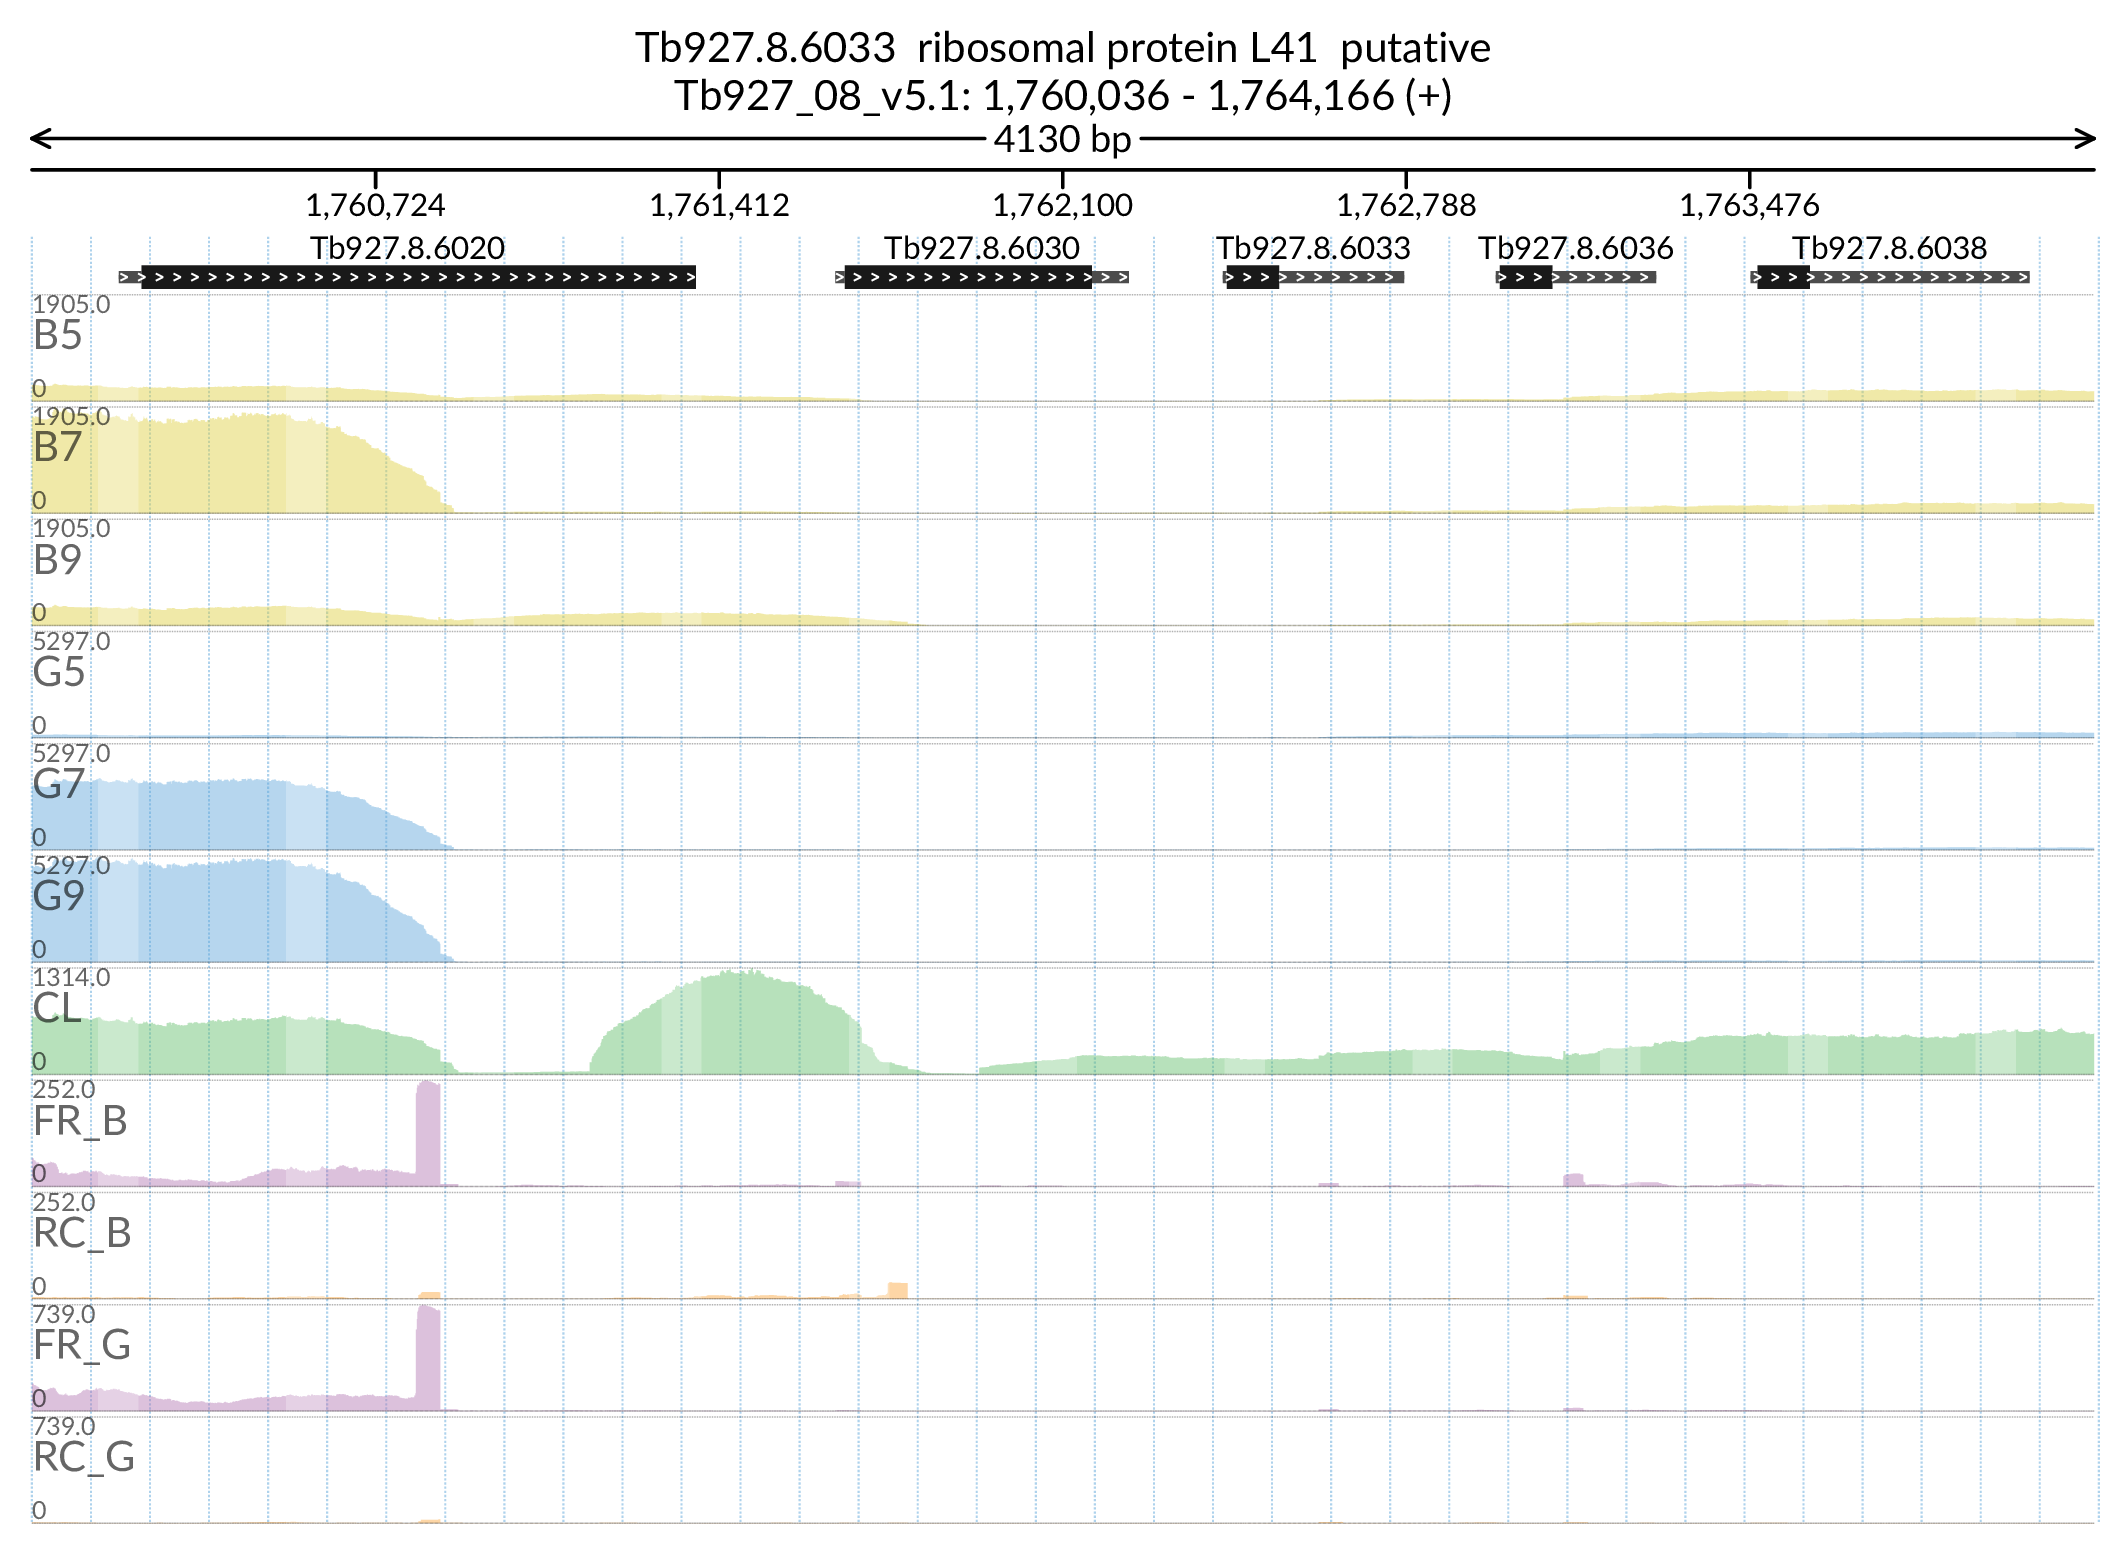 Tb927.8.6033 ribosomal protein L41 putative
Tb927_08_v5.1: 1,760,036 - 1,764,166 (+)
4130 bp
1,760,724 1,761,412 1,762,100 1,762,788 1,763,476
Tb927.8.6020 Tb927.8.6030 Tb927.8.6033 Tb927.8.6036 Tb927.8.6038
1905.0
B5
0
1905.0
B7
0
1905.0
B9
0
5297.0
G5
0
5297.0
G7
0
5297.0
G9
0
1314.0
CL
0
252.0
FR_B
0
252.0
RC_B
0
739.0
FR_G
0
739.0
RC_G
0